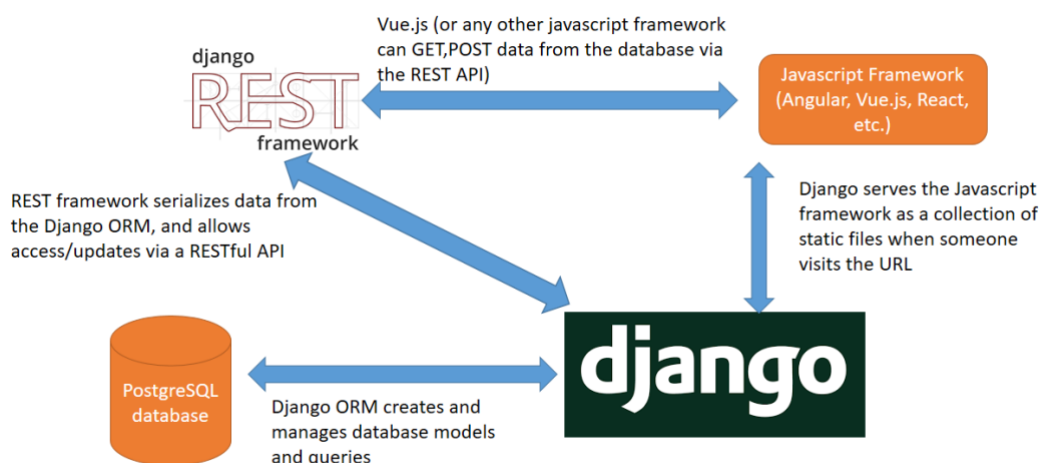 Vue.js (or any other javascript framework
can GET,POST data from the database via
the REST API)
django
REST
framework
Javascript Framework
(Angular, Vue.js, React,
etc.)
REST framework serializes data from
the Django ORM, and allows
access/updates via a RESTful API
Django serves the Javascript
framework as a collection of
static files when someone
visits the URL
django
PostgreSQL
database
Django ORM creates and
manages database models
and queries